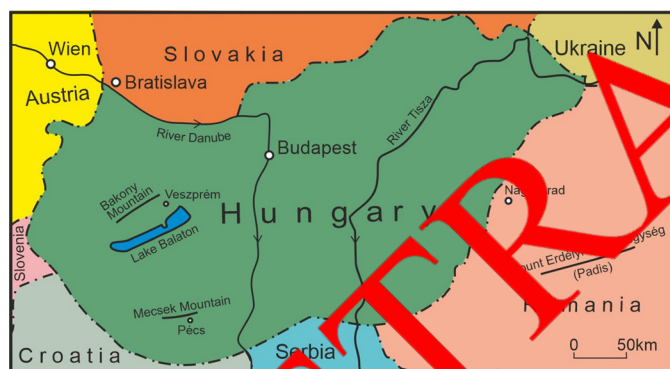 Wien
Slovakia
Ukraine
N
Bratislava
Austria
River Danube
River Tisza
Budapest
Bakony
Mountain
Veszprém
Hungary
Lake Balaton
Slovenia
(Padis)
Mecsek Mountain
Pécs
Croatia
Serbia
0 50km
TRA